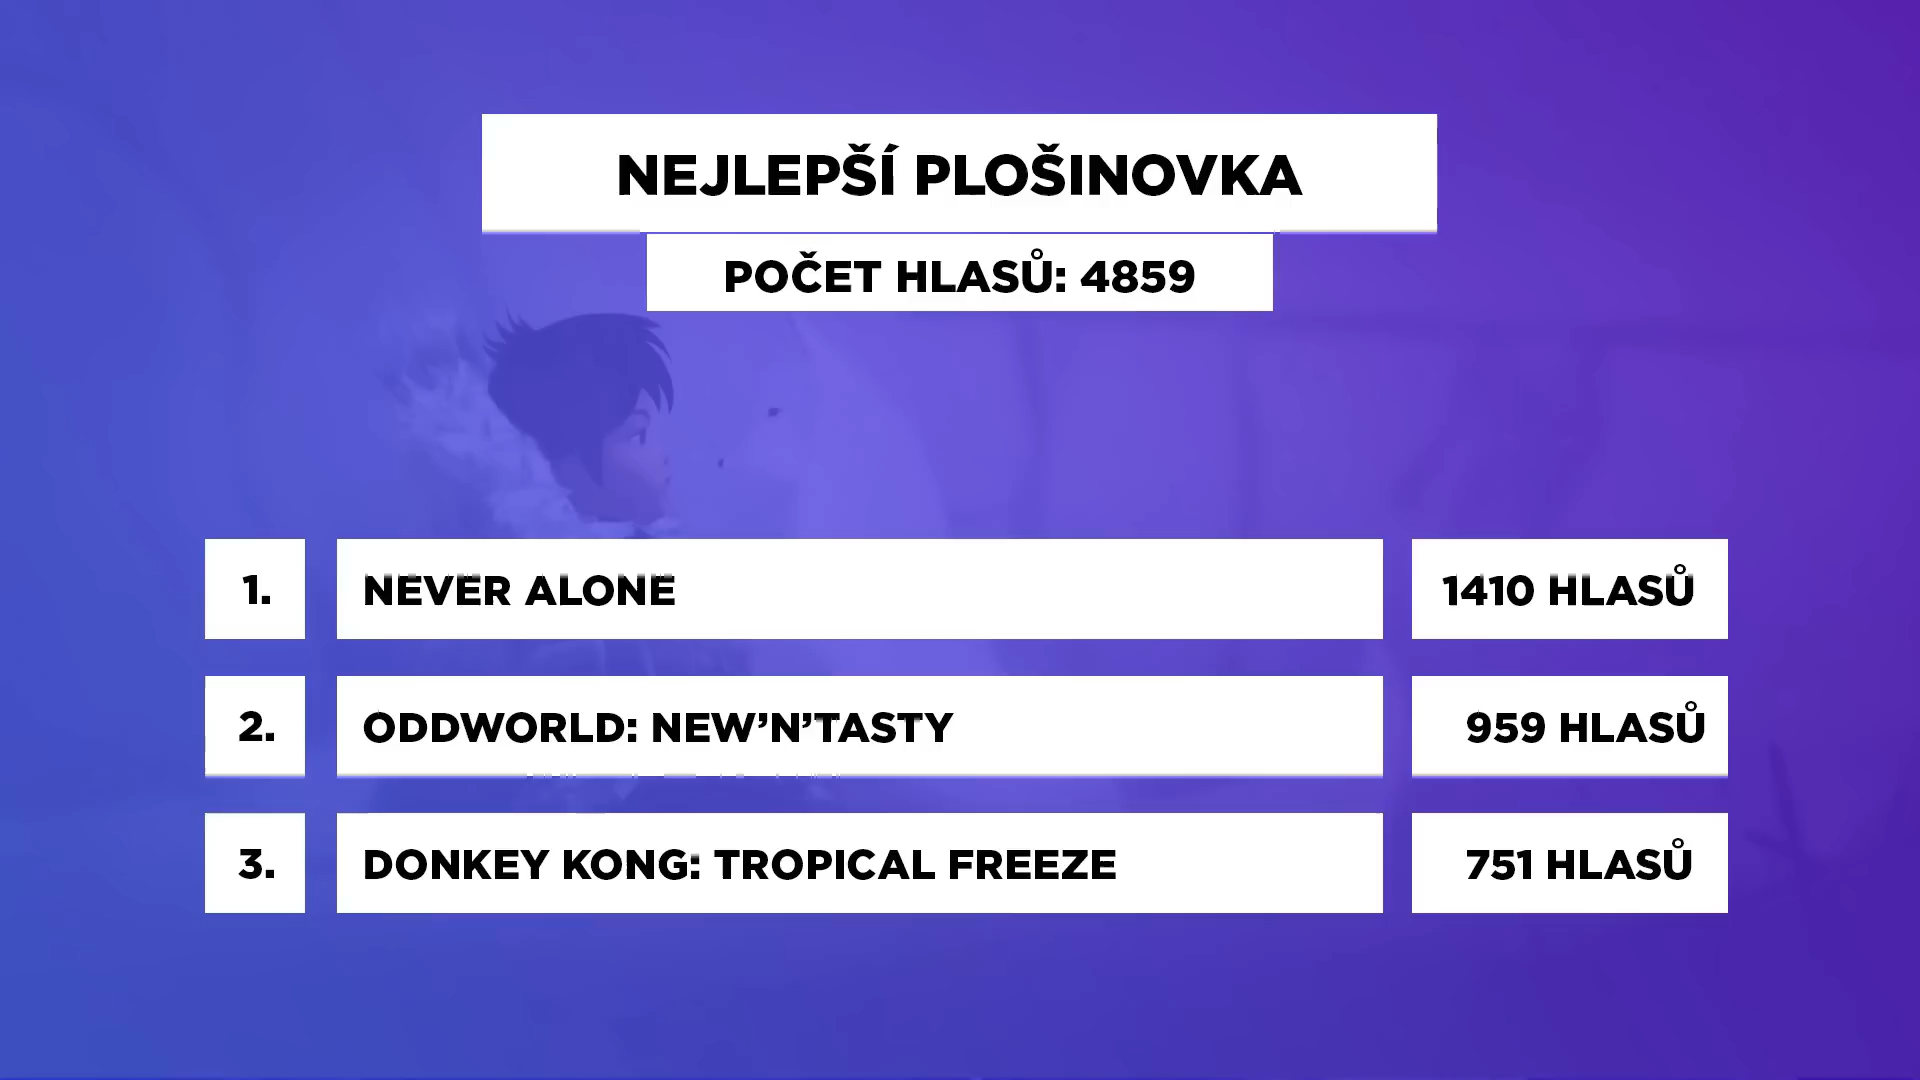 NEJLEPŠÍ PLOŠINOVKA
POČET HLASŮ: 4859
1. NEVER ALONE 1410 HLASŮ
2. ODDWORLD: NEW’N’TASTY 959 HLASŮ
3. DONKEY KONG: TROPICAL FREEZE 751 HLASŮ